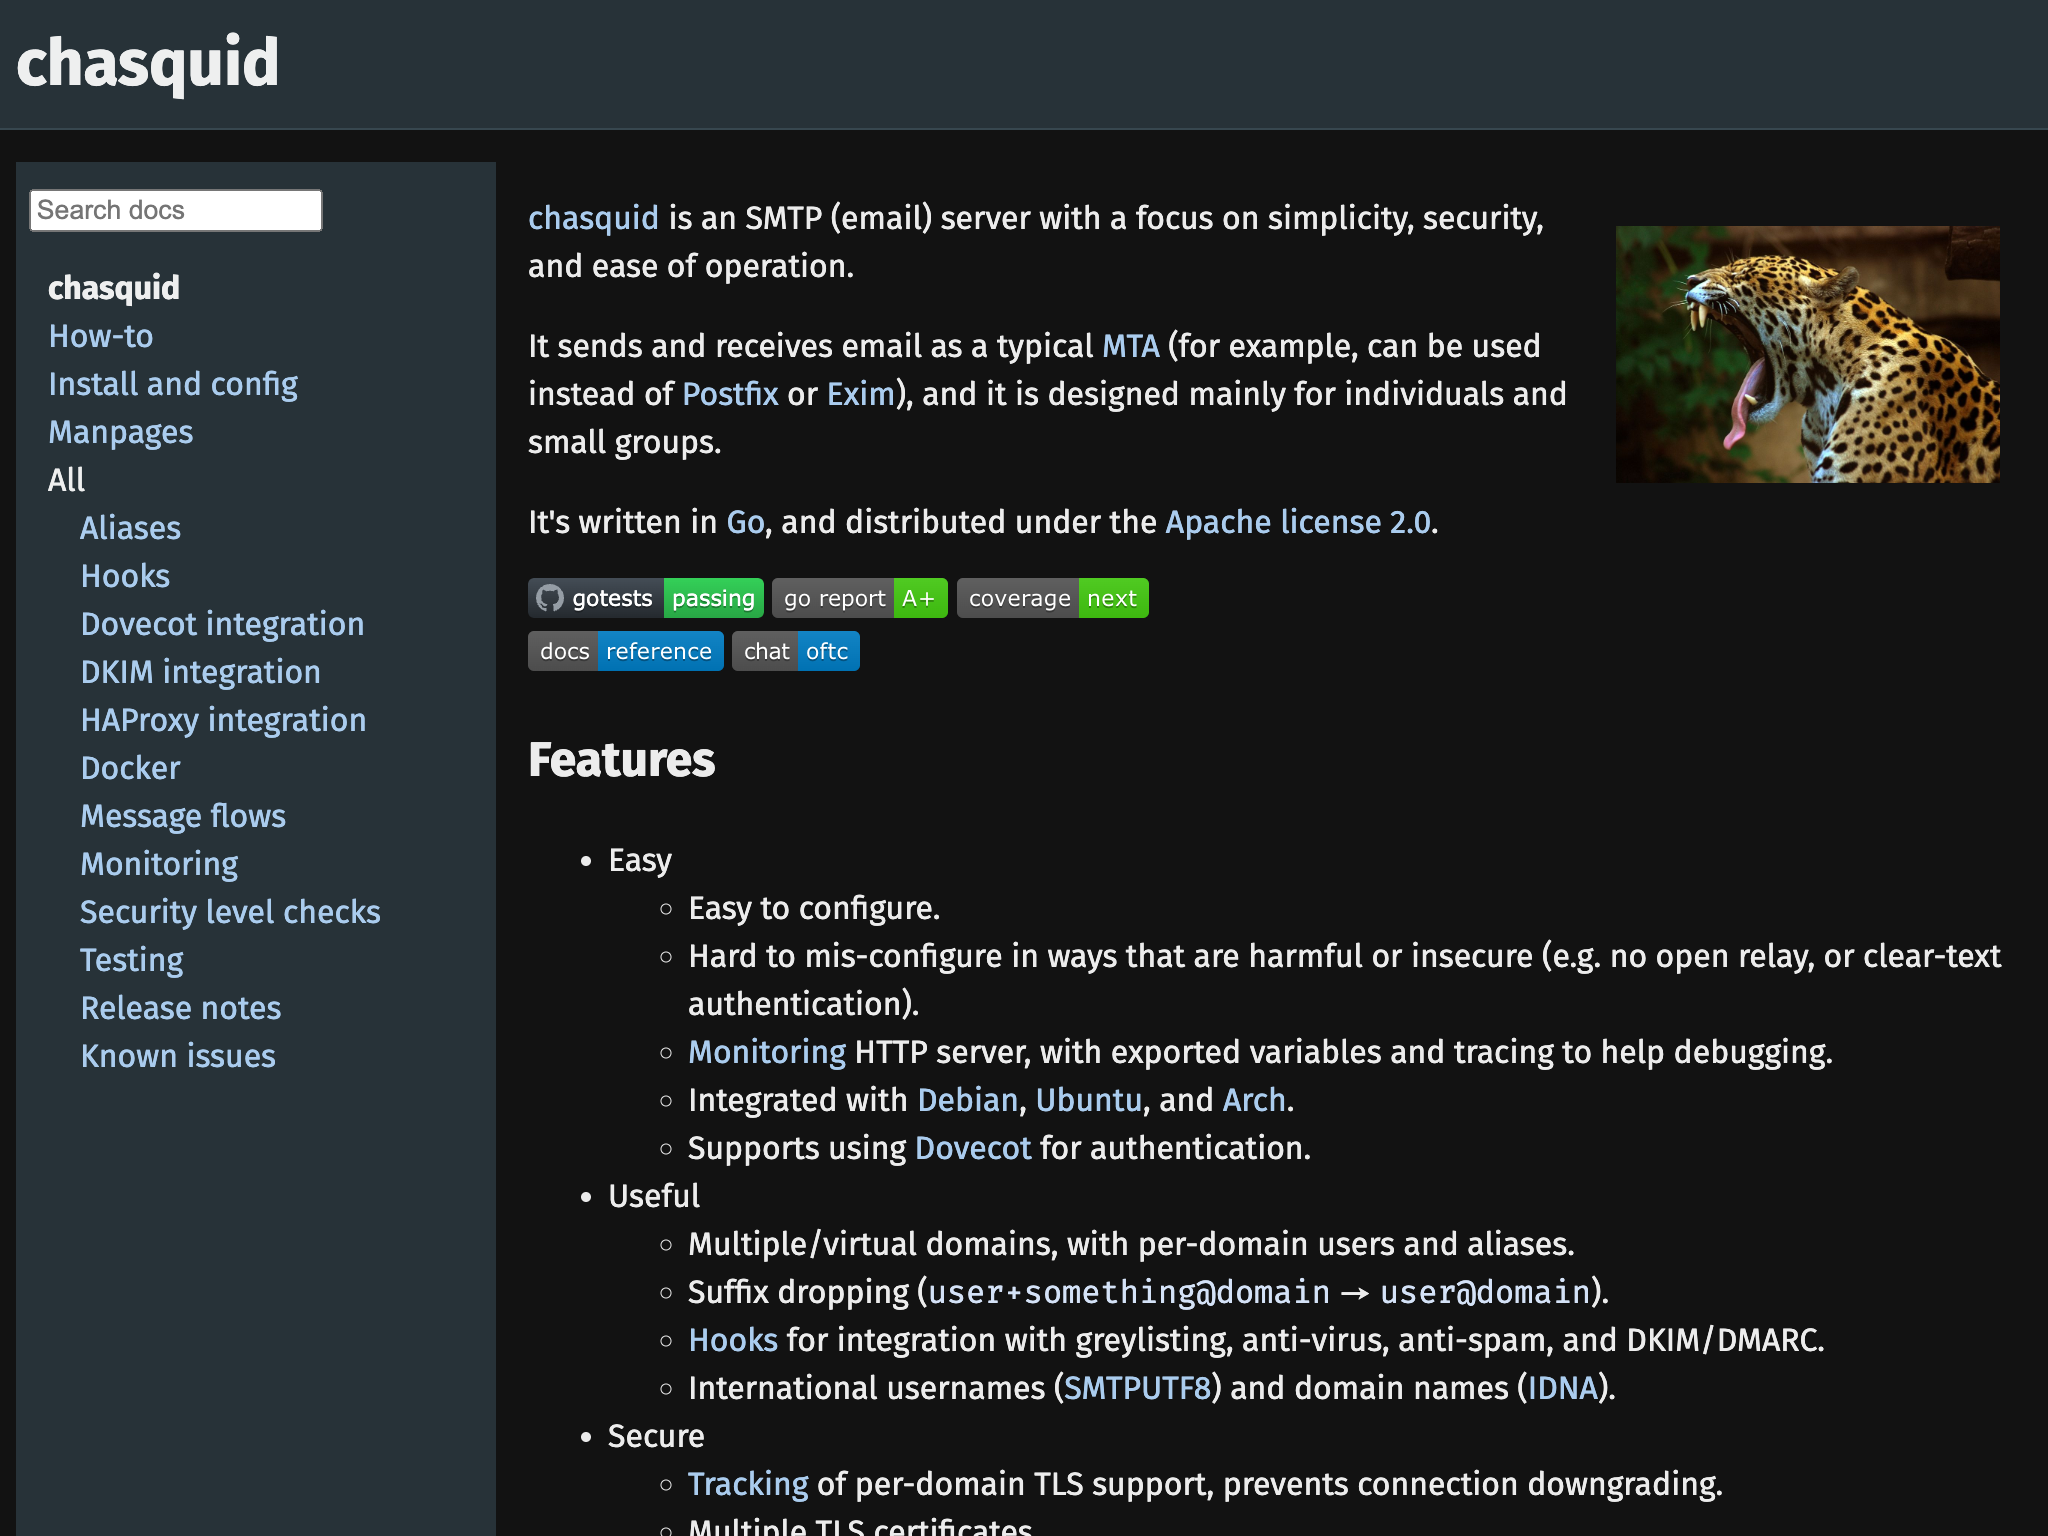 chasquid
Search docs
chasquid
How-to
Install and config
Manpages
All
Aliases
Hooks
Dovecot integration
DKIM integration
HAProxy integration
Docker
Message flows
Monitoring
Security level checks
Testing
Release notes
Known issues
chasquid is an SMTP (email) server with a focus on simplicity, security,
and ease of operation.
It sends and receives email as a typical MTA (for example, can be used
instead of Postfix or Exim), and it is designed mainly for individuals and
small groups.
It's written in Go, and distributed under the Apache license 2.0.
gotests passing go report A+ coverage next
docs reference chat oftc
Features
• Easy
◦ Easy to configure.
◦ Hard to mis-configure in ways that are harmful or insecure (e.g. no open relay, or clear-text
authentication).
◦ Monitoring HTTP server, with exported variables and tracing to help debugging.
◦ Integrated with Debian, Ubuntu, and Arch.
◦ Supports using Dovecot for authentication.
• Useful
◦ Multiple/virtual domains, with per-domain users and aliases.
◦ Suffix dropping (user+something@domain → user@domain).
◦ Hooks for integration with greylisting, anti-virus, anti-spam, and DKIM/DMARC.
◦ International usernames (SMTPUTF8) and domain names (IDNA).
• Secure
◦ Tracking of per-domain TLS support, prevents connection downgrading.
◦ Multiple TLS certificates.